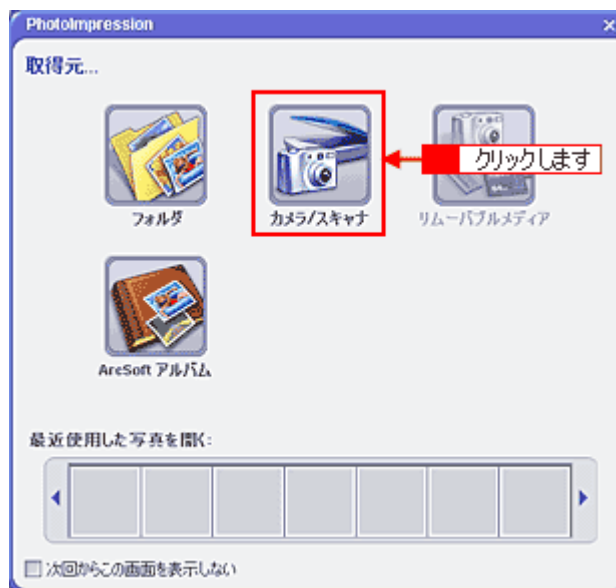 PhotoImpression
取得元...
フォルダ
カメラ/スキャナ
リムーバブルメディア
クリックします
ArcSoft アルバム
最近使用した写真を開く:
次回からこの画面を表示しない